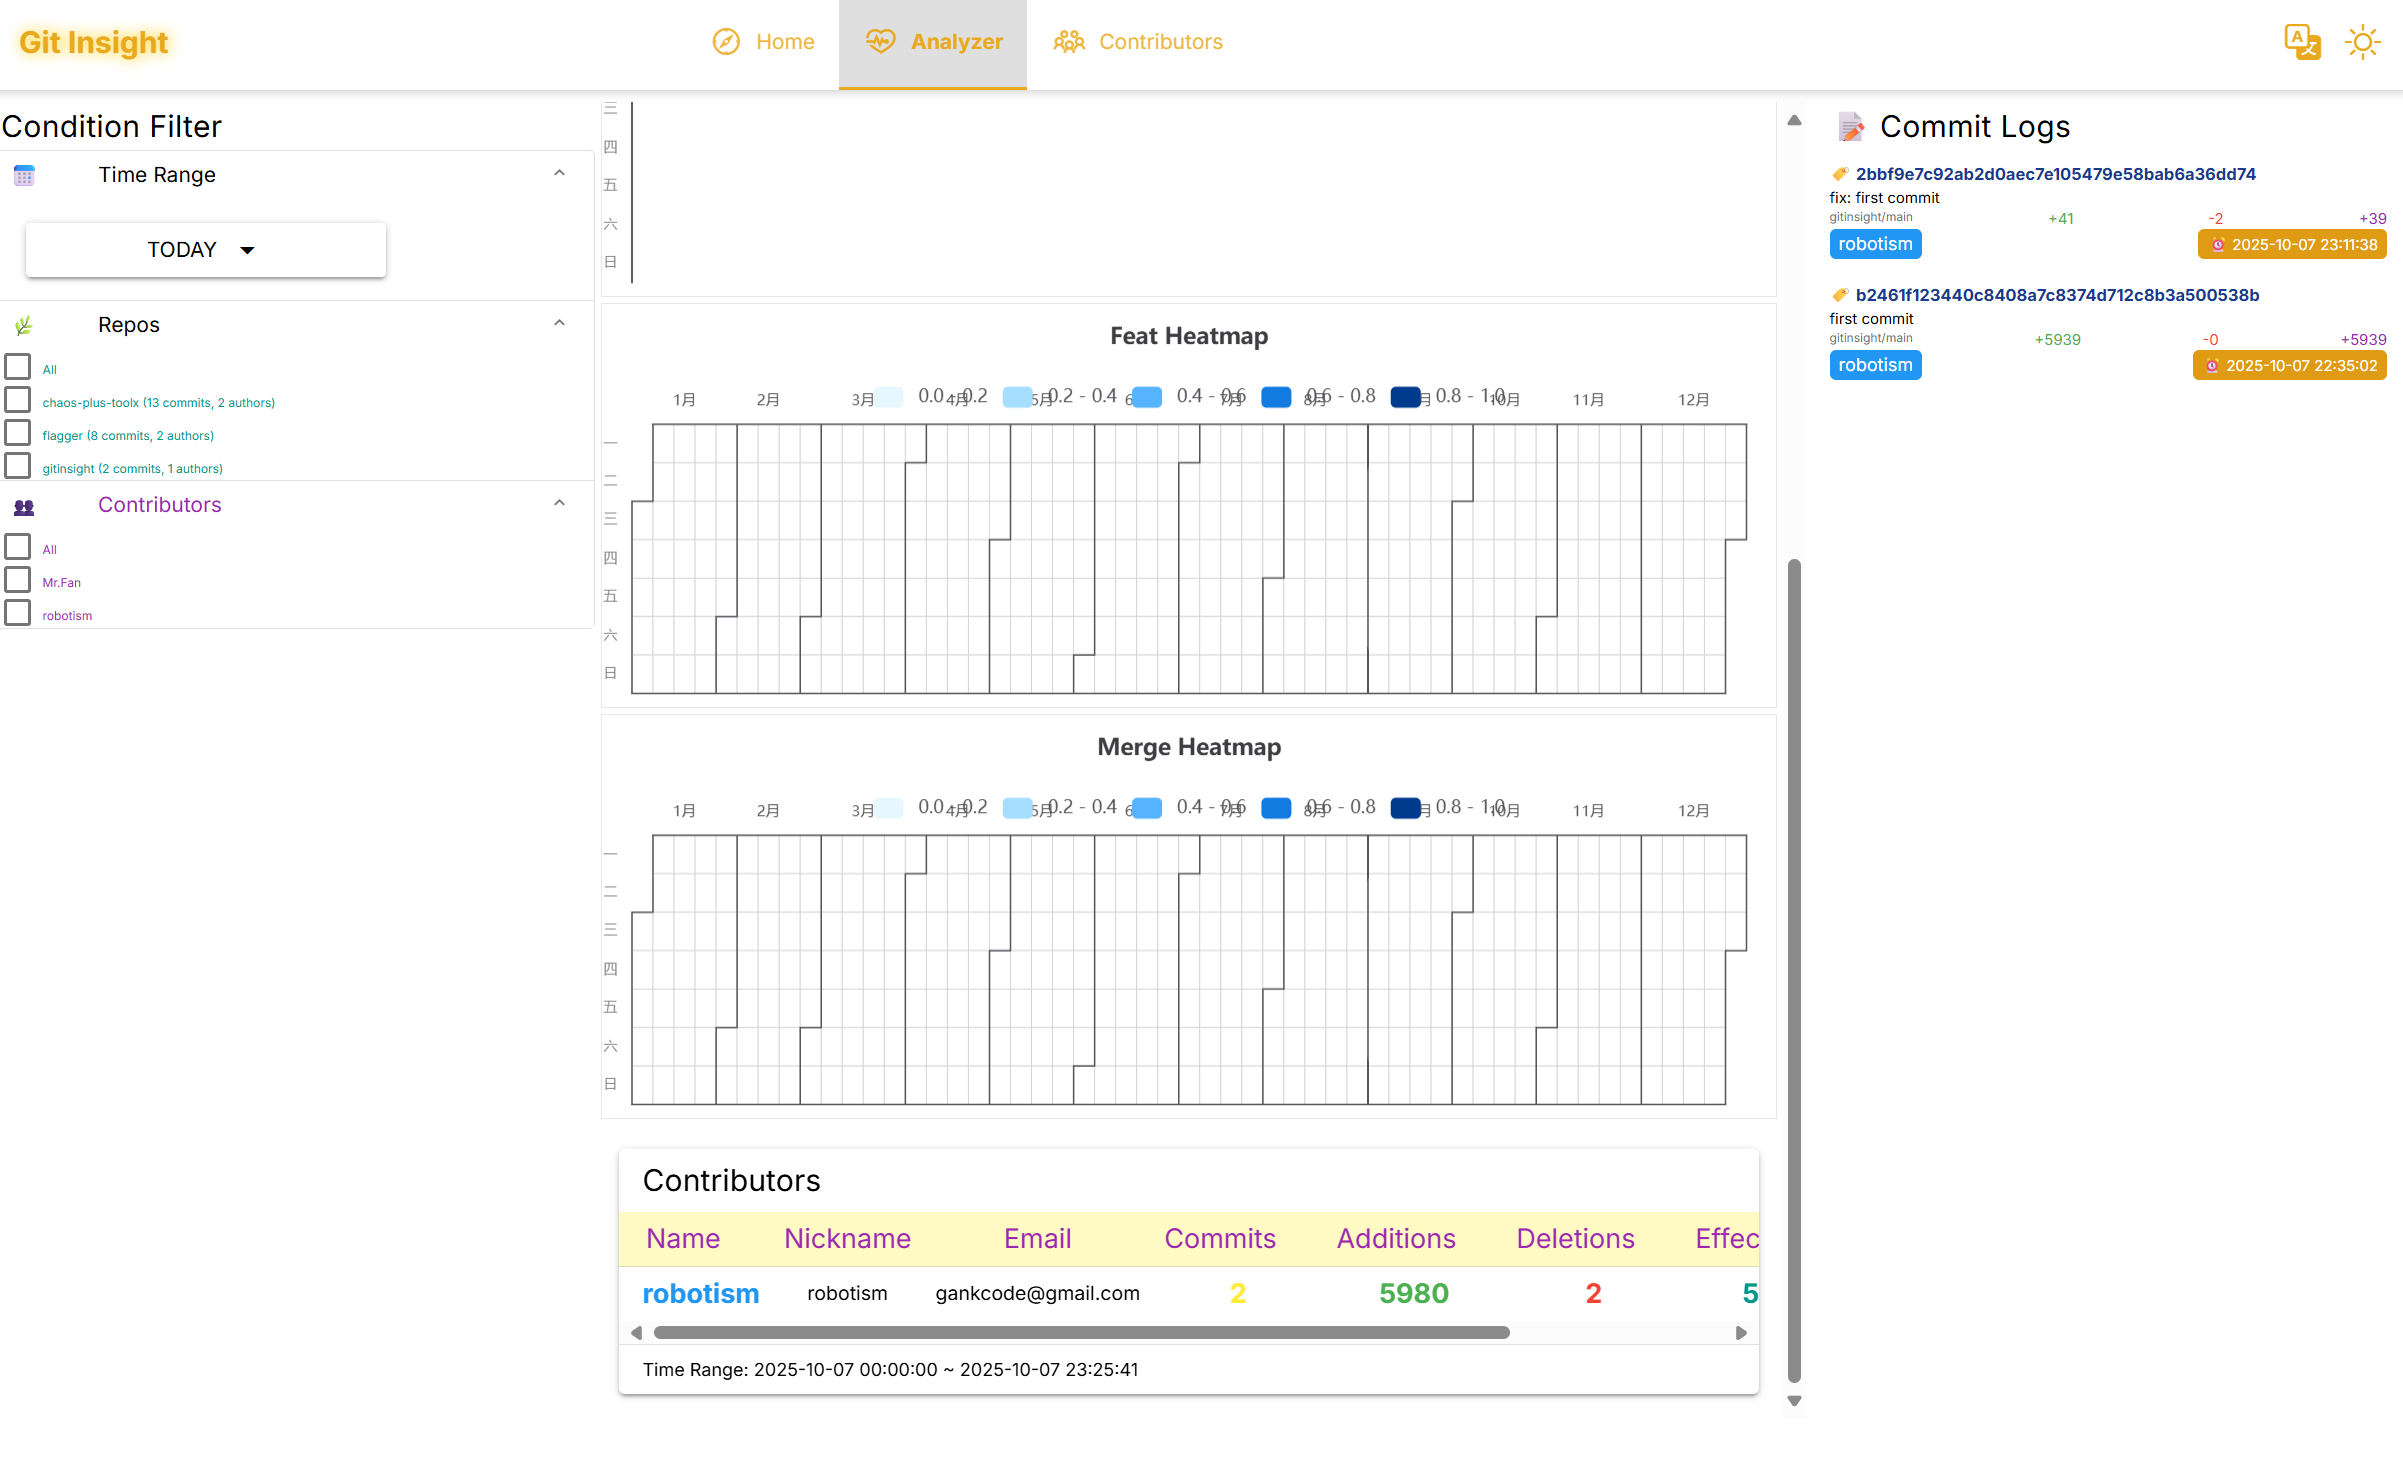 Git Insight
Home
Analyzer
Contributors
Condition Filter
Time Range
TODAY
Repos
All
chaos-plus-toolx (13 commits, 2 authors)
flagger (8 commits, 2 authors)
gitinsight (2 commits, 1 authors)
Contributors
All
Mr.Fan
robotism
三
四
五
六
日
Feat Heatmap
0.0 - 0.2
0.2 - 0.4
0.4 - 0.6
0.6 - 0.8
0.8 - 1.0
1月
2月
3月
4月
5月
6
7月
8月
月
10月
11月
12月
一
二
三
四
五
六
日
Merge Heatmap
0.0 - 0.2
0.2 - 0.4
0.4 - 0.6
0.6 - 0.8
0.8 - 1.0
1月
2月
3月
4月
5月
6
7月
8月
月
10月
11月
12月
一
二
三
四
五
六
日
Contributors
Name Nickname Email Commits Additions Deletions Effec
robotism robotism gankcode@gmail.com 2 5980 2 5
Time Range: 2025-10-07 00:00:00 ~ 2025-10-07 23:25:41
Commit Logs
2bbf9e7c92ab2d0aec7e105479e58bab6a36dd74
fix: first commit
gitinsight/main +41 -2 +39
robotism 2025-10-07 23:11:38
b2461f123440c8408a7c8374d712c8b3a500538b
first commit
gitinsight/main +5939 -0 +5939
robotism 2025-10-07 22:35:02